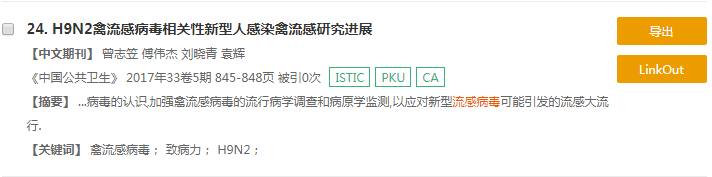 24. H9N2禽流感病毒相关性新型人感染禽流感研究进展
导出
【中文期刊】 曾志笠 傅伟杰 刘晓青 袁辉
《中国公共卫生》 2017年33卷5期 845-848页 被引0次 ISTIC PKU CA
LinkOut
【摘要】 ...病毒的认识,加强禽流感病毒的流行病学调查和病原学监测,以应对新型流感病毒可能引发的流感大流
行.
【关键词】 禽流感病毒； 致病力； H9N2；